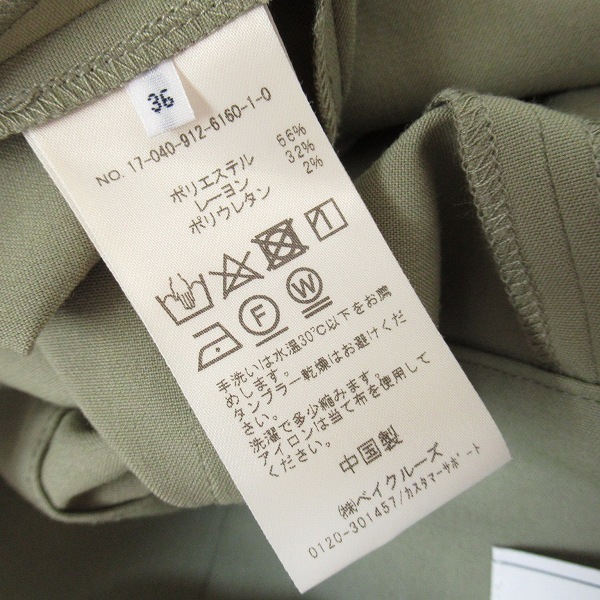 36
NO. 17-040-912-6160-1-0
ポリエステル 66%
レーヨン 32%
ポリウレタン 2%
1
F W
手洗いは水温30℃以下をお薦
めします。
タンブラー乾燥はお避けくだ
さい。
洗濯で多少縮みます。
アイロンは当て布を使用して
ください。
中国製
㈱ベイクルーズ
0120-301457/カスタマーサポート